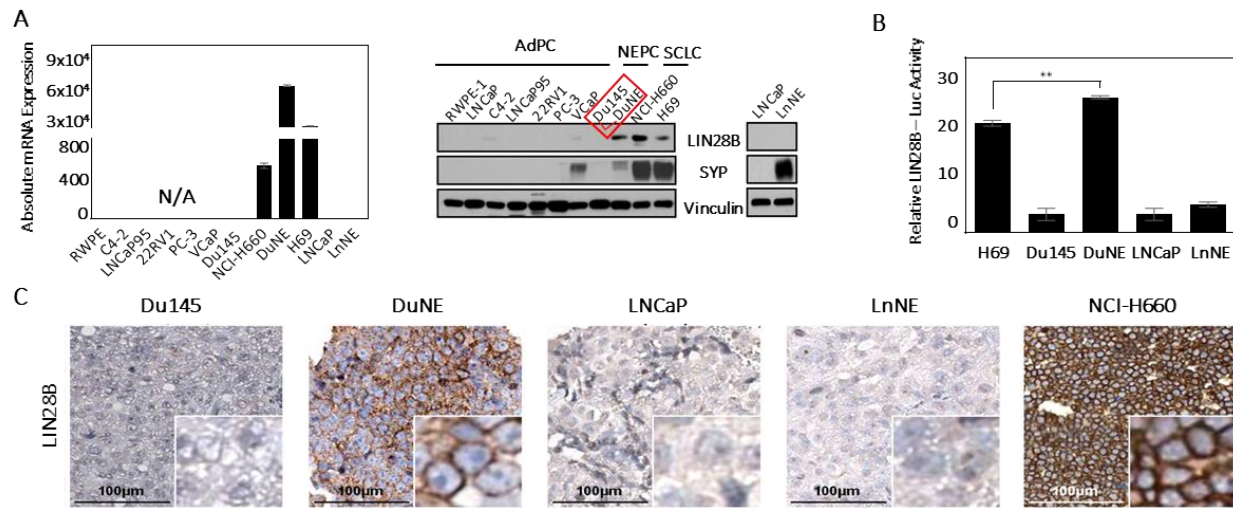 A
Absolute mRNA Expression
9x10⁴
6x10⁴
3x10⁴
800
400
0
N/A
RWPE
C4-2
LNCaP95
22RV1
PC-3
VCaP
Du145
NCI-H660
DuNE
H69
LNCaP
LnNE
AdPC
NEPC
SCLC
RWPE-1
LNCaP
C4-2
LNCaP95
22RV1
PC-3
VCaP
Du145
DuNE
NCI-H660
H69
LIN28B
SYP
Vinculin
LNCaP
LnNE
B
Relative LIN28B – Luc Activity
30
20
10
0
**
H69 Du145 DuNE LNCaP LnNE
C
Du145 DuNE LNCaP LnNE NCI-H660
LIN28B
100μm 100μm 100μm 100μm 100μm